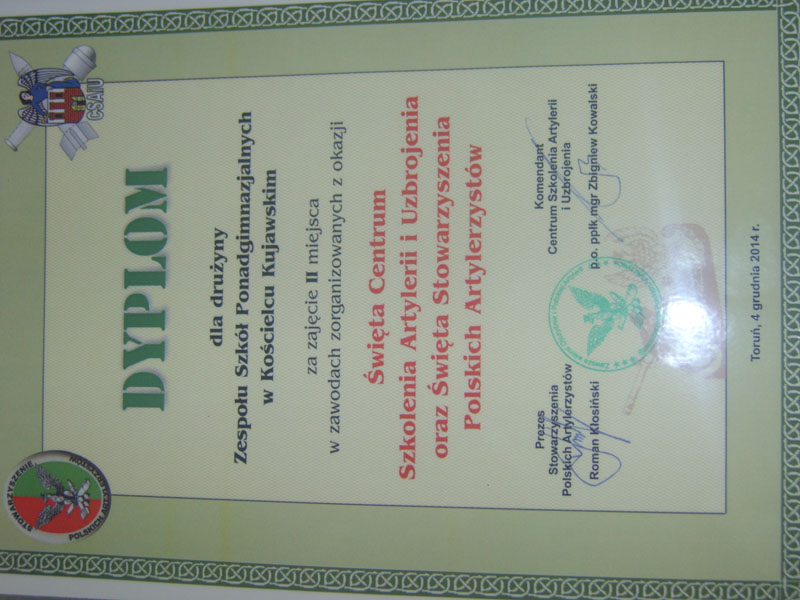 STOWARZYSZENIE
POLSKICH ARTYLERZYSTÓW
CSAiU
DYPLOM
dla drużyny
Zespołu Szkół Ponadgimnazjalnych
w Kościelcu Kujawskim
za zajęcie II miejsca
w zawodach zorganizowanych z okazji
Święta Centrum
Szkolenia Artylerii i Uzbrojenia
oraz Święta Stowarzyszenia
Polskich Artylerzystów
Prezes
Stowarzyszenia
Polskich Artylerzystów
Roman Kłosiński
Komendant
Centrum Szkolenia Artylerii
i Uzbrojenia
p.o. ppłk mgr Zbigniew Kowalski
Toruń, 4 grudnia 2014 r.